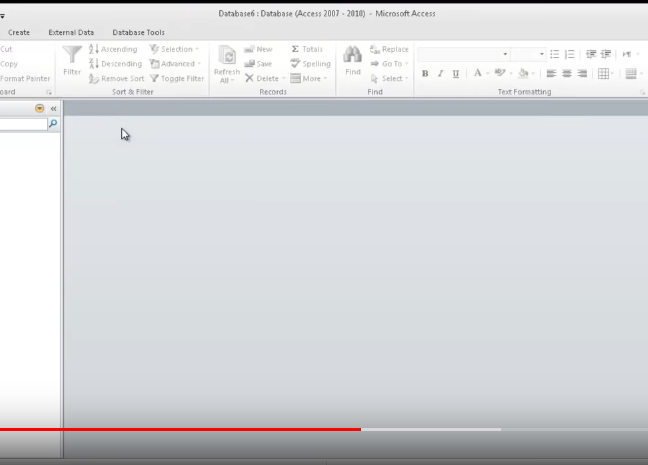 Database6 : Database (Access 2007 - 2010) - Microsoft Access
Create External Data Database Tools
Cut Ascending Selection New Σ Totals Replace
Copy Descending Advanced Save Spelling Go To
Format Painter Filter Remove Sort Toggle Filter Refresh All Delete More Find Select B I U A
oard Sort & Filter Records Find Text Formatting